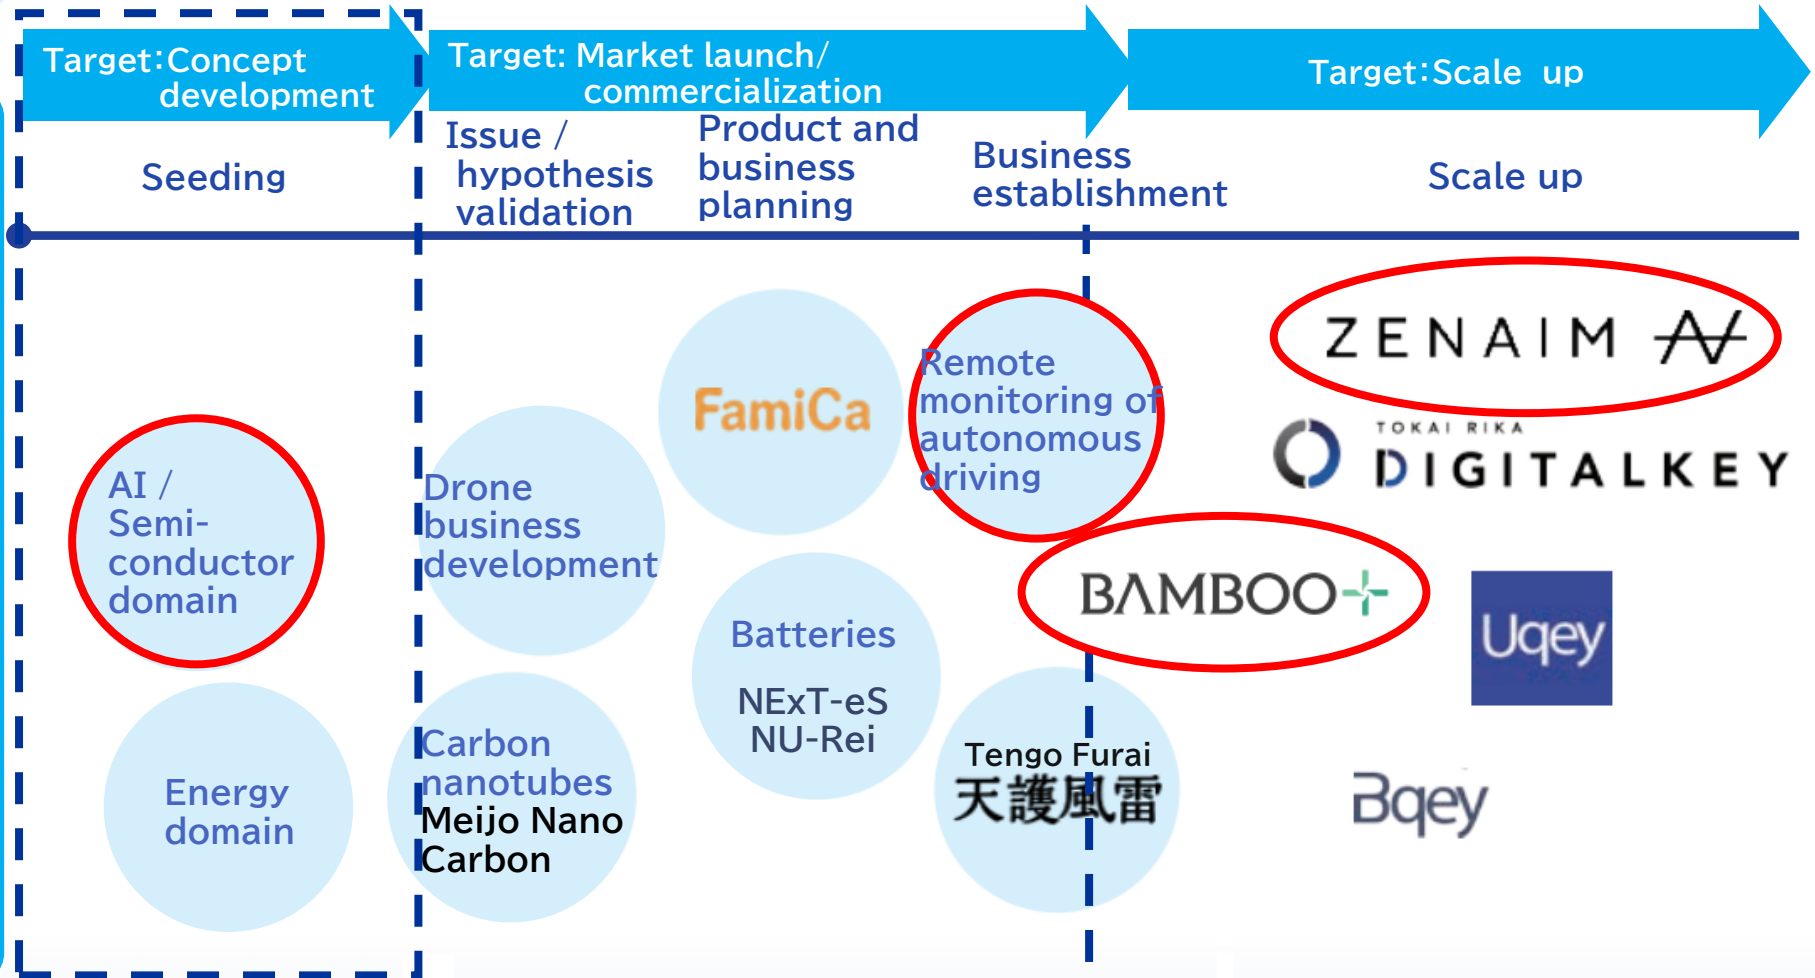 Target:Concept
development
Target: Market launch/
commercialization
Target:Scale up
Seeding
Issue /
hypothesis
validation
Product and
business
planning
Business
establishment
Scale up
AI /
Semi-
conductor
domain
Energy
domain
Drone
business
development
Carbon
nanotubes
Meijo Nano
Carbon
FamiCa
Batteries
NExT-eS
NU-Rei
Remote
monitoring of
autonomous
driving
Tengo Furai
天護風雷
ZENAIM
TOKAI RIKA
DIGITALKEY
BAMBOO+
Uqey
Bqey